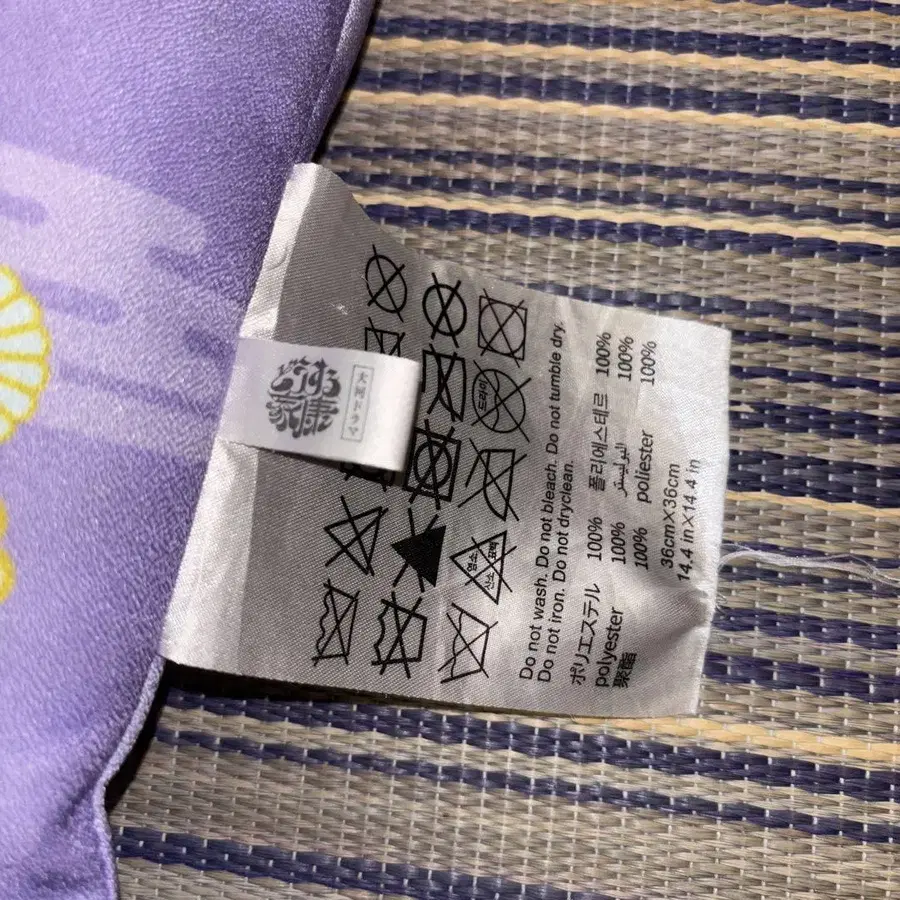 大河ドラマ
どうする家康
드라이
Do not wash. Do not bleach. Do not tumble dry.
Do not iron. Do not dryclean.
ポリエステル 100% 폴리에스테르 100%
polyester 100% البوليستر 100%
聚酯 100% poliester 100%
36cm×36cm
14.4 in×14.4 in